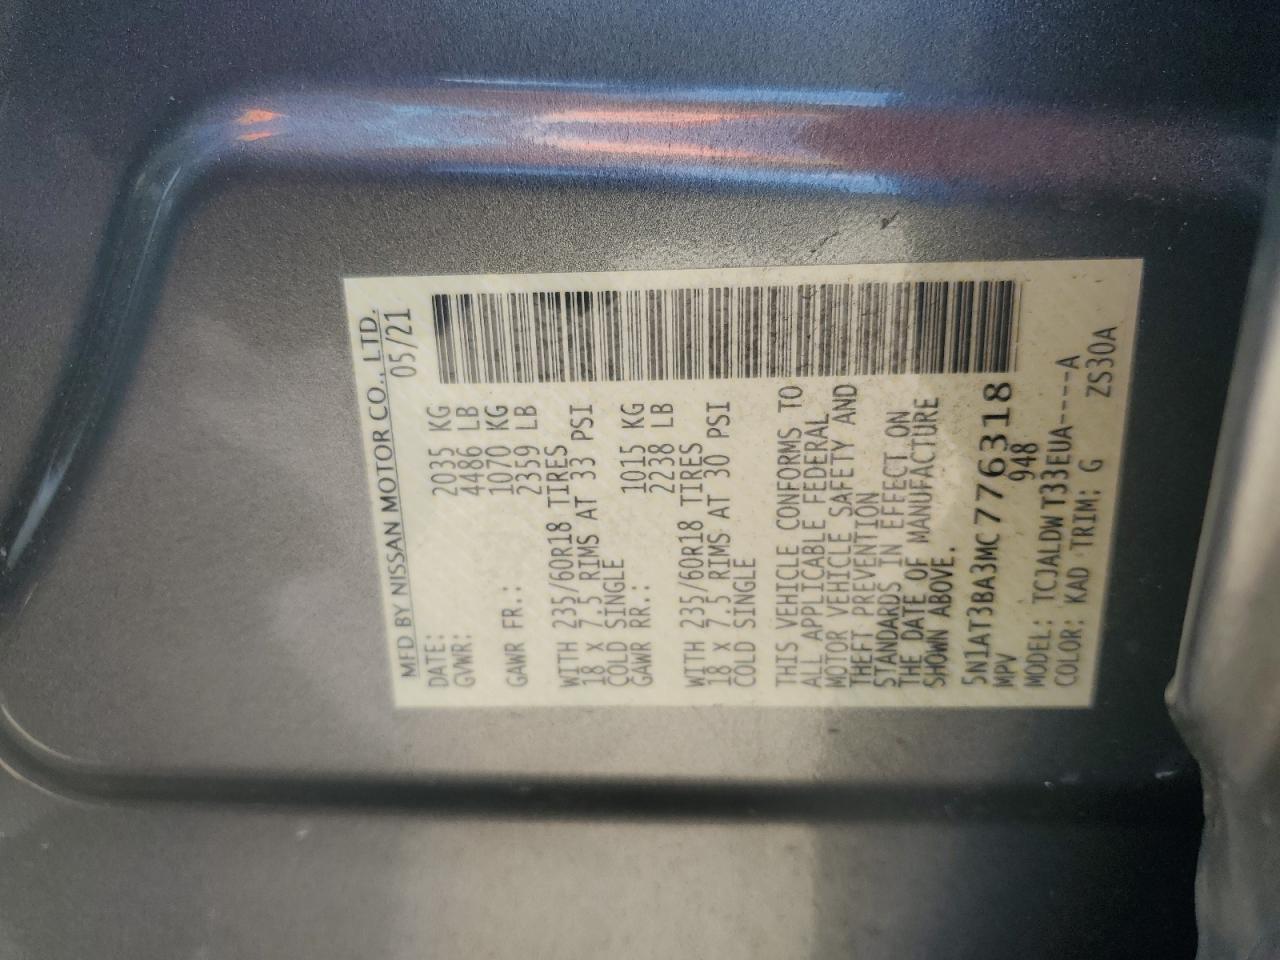 MFD BY NISSAN MOTOR CO., LTD.
DATE: 05/21
GVWR: 2035 KG
4486 LB
GAWR FR.: 1070 KG
2359 LB
WITH 235/60R18 TIRES
18 X 7.5 RIMS AT 33 PSI
COLD SINGLE
GAWR RR.: 1015 KG
2238 LB
WITH 235/60R18 TIRES
18 X 7.5 RIMS AT 30 PSI
COLD SINGLE
THIS VEHICLE CONFORMS TO
ALL APPLICABLE FEDERAL
MOTOR VEHICLE SAFETY AND
THEFT PREVENTION
STANDARDS IN EFFECT ON
THE DATE OF MANUFACTURE
SHOWN ABOVE.
5N1AT3BA3MC776318
MPV 948
MODEL: TCJALDW T33EUA----A
COLOR: KAD TRIM: G ZS30A